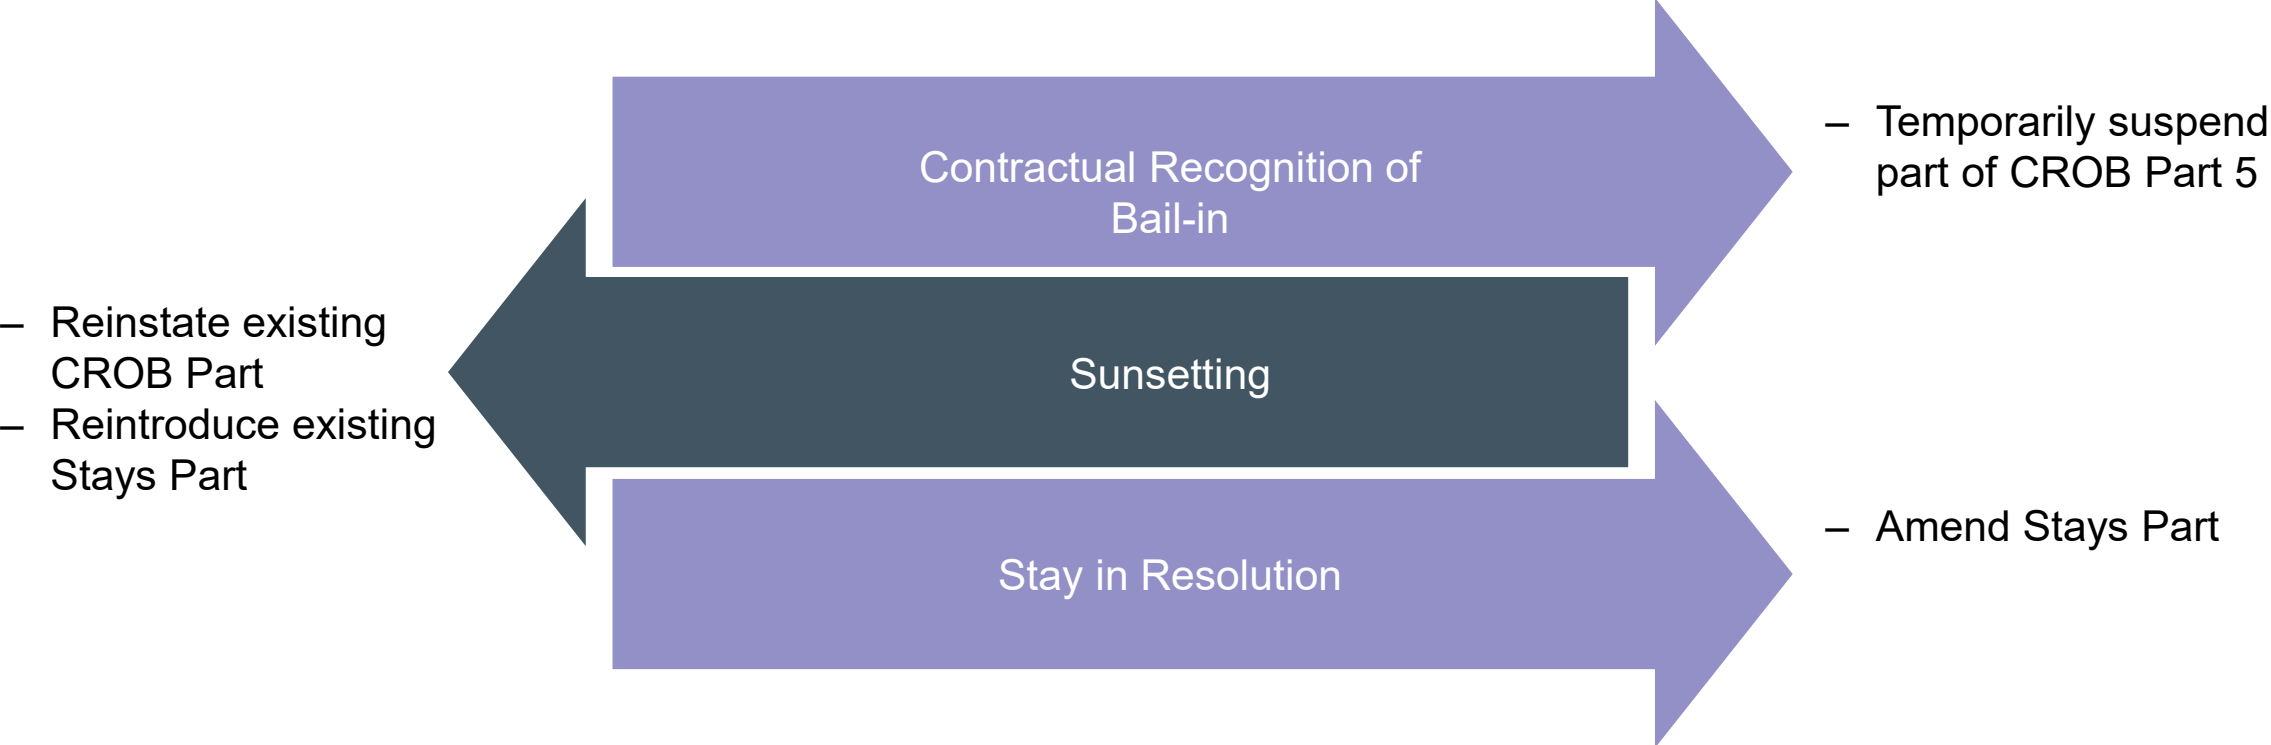 Contractual Recognition of
Bail-in
– Temporarily suspend
part of CROB Part 5
– Reinstate existing
CROB Part
– Reintroduce existing
Stays Part
Sunsetting
Stay in Resolution
– Amend Stays Part